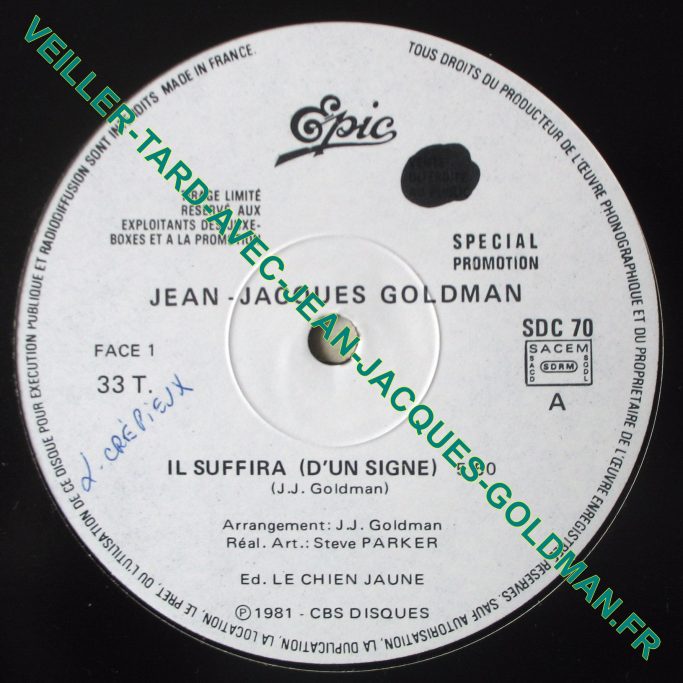 TOUS DROITS DU PRODUCTEUR DE L'ŒUVRE PHONOGRAPHIQUE ET DU PROPRIETAIRE DE L'ŒUVRE ENREGISTREE RESERVES. SAUF AUTORISATION, LA DUPLICATION, LA LOCATION, LE PRET, OU L'UTILISATION DE CE DISQUE POUR EXECUTION PUBLIQUE ET RADIODIFFUSION SONT INTERDITS. MADE IN FRANCE.
Epic
TIRAGE LIMITÉ
RESERVÉ AUX
EXPLOITANTS DES JUKE-
BOXES ET A LA PROMOTION
SPECIAL
PROMOTION
JEAN-JACQUES GOLDMAN
FACE 1
33 T.
SDC 70
SACEM
SACD
SDRM
SGDL
A
L. CRÉPIEUX
IL SUFFIRA (D'UN SIGNE)
(J.J. Goldman)
Arrangement: J.J. Goldman
Réal. Art.: Steve PARKER
Ed. LE CHIEN JAUNE
Ⓟ 1981 - CBS DISQUES
VEILLER-TARD-AVEC-JEAN-JACQUES-GOLDMAN.FR